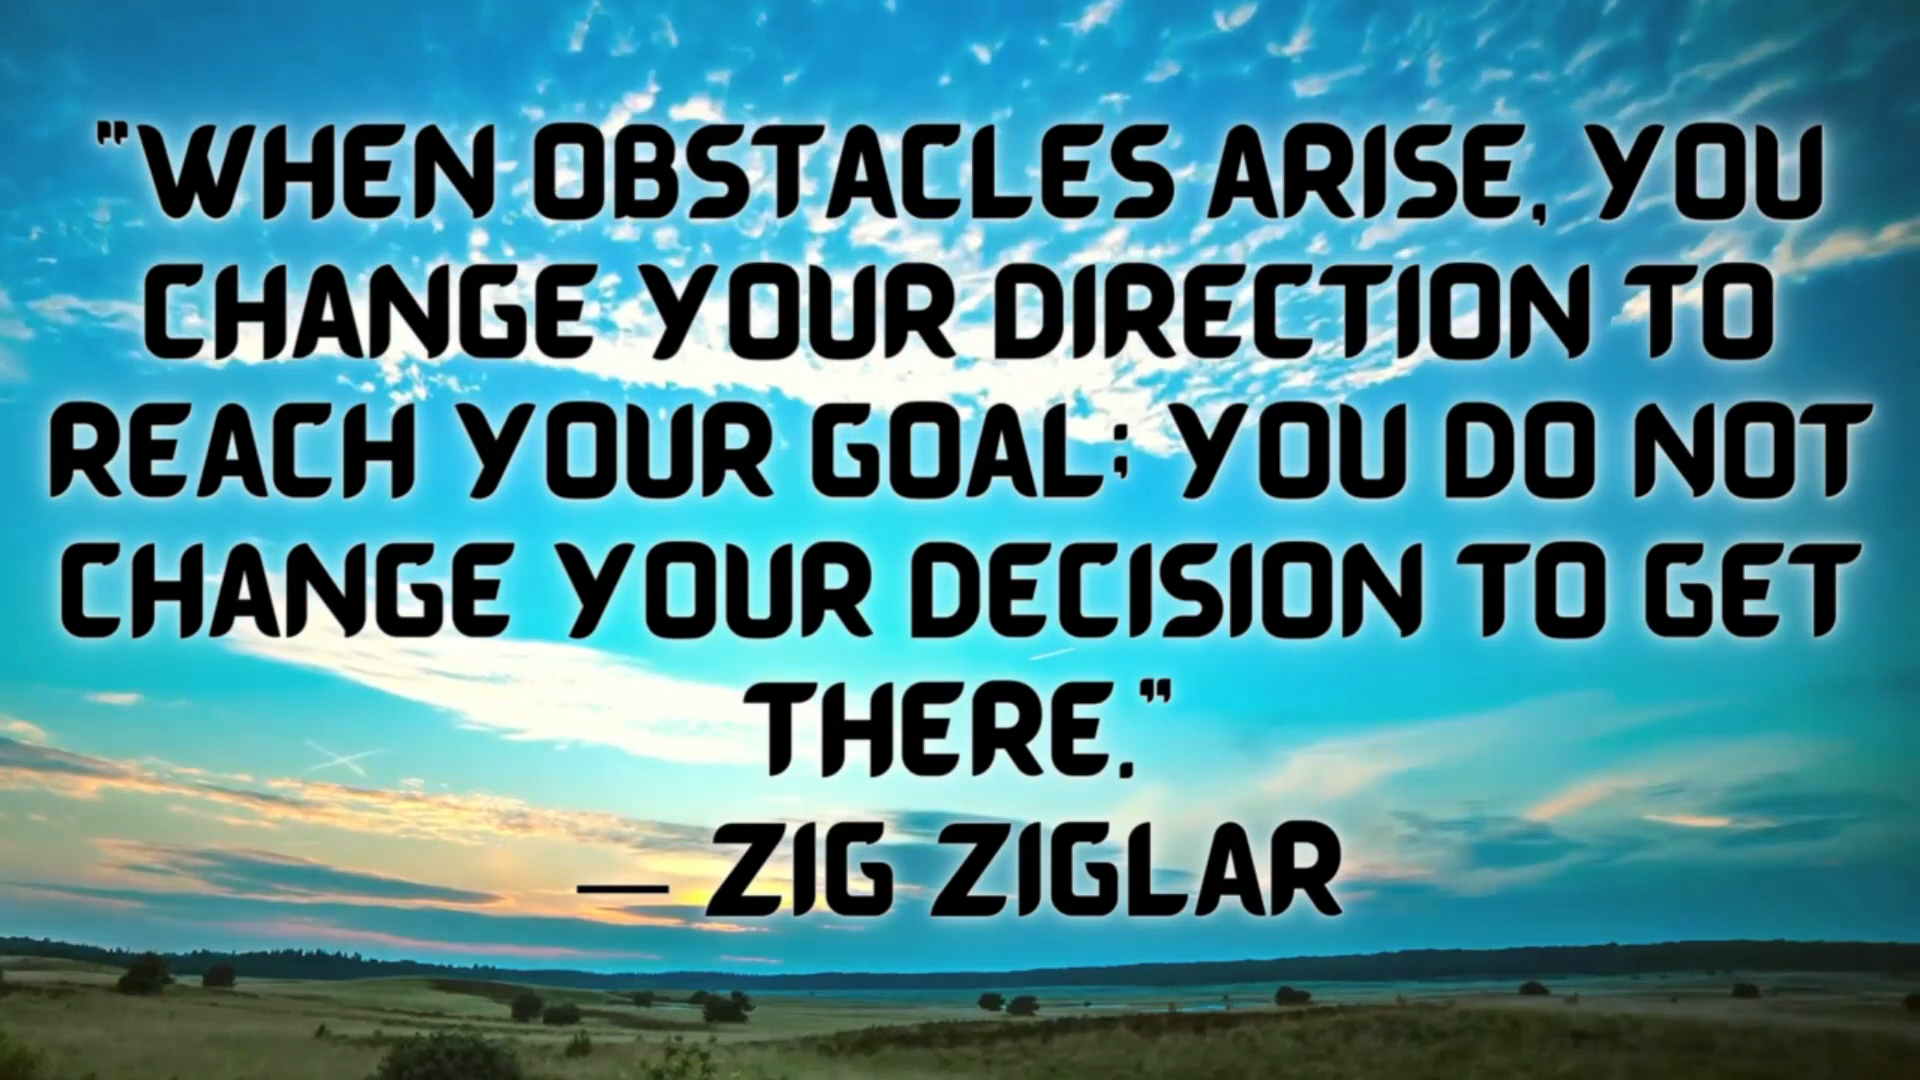 "WHEN OBSTACLES ARISE, YOU
CHANGE YOUR DIRECTION TO
REACH YOUR GOAL; YOU DO NOT
CHANGE YOUR DECISION TO GET
THERE."
— ZIG ZIGLAR